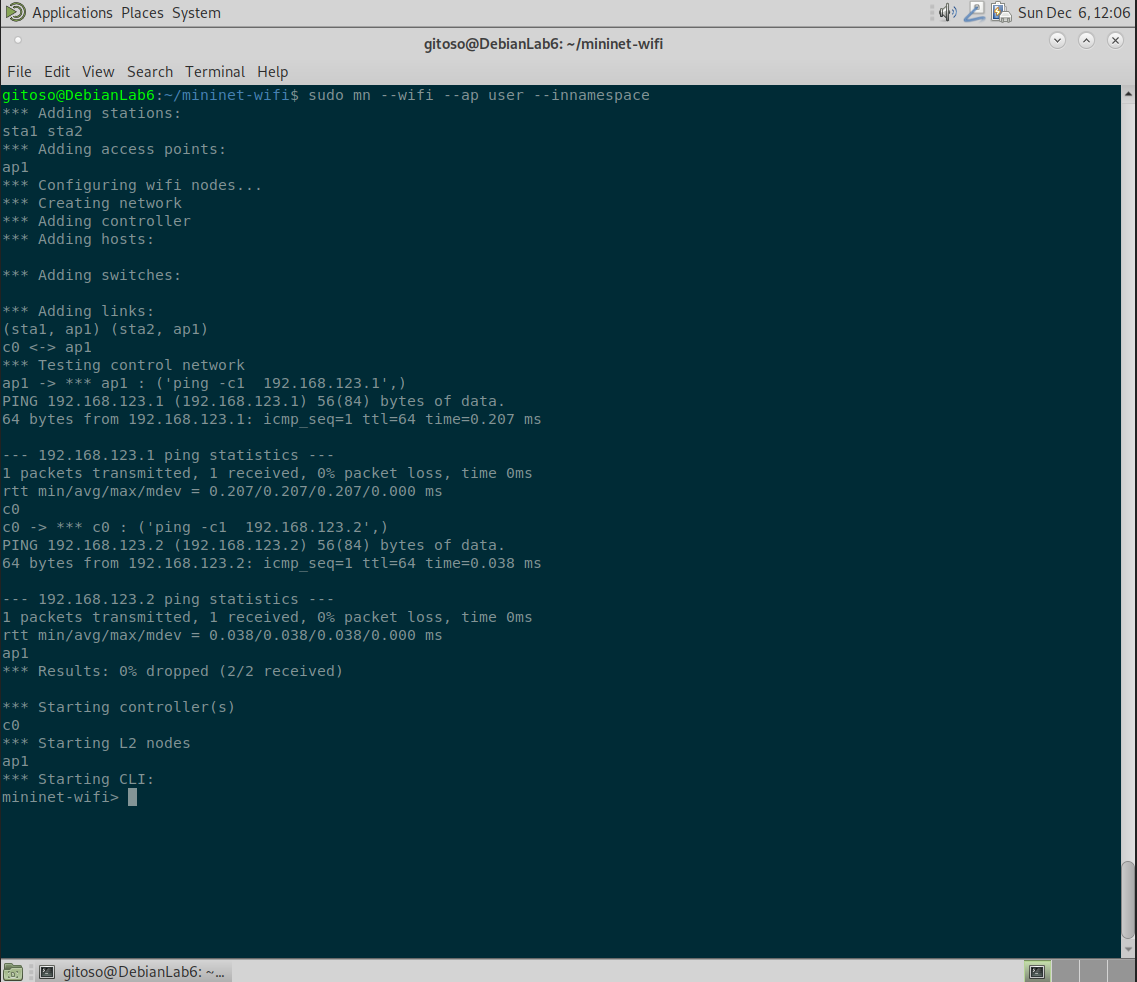 Applications Places System
Sun Dec 6, 12:06
gitoso@DebianLab6: ~/mininet-wifi
File Edit View Search Terminal Help
gitoso@DebianLab6:~/mininet-wifi$ sudo mn --wifi --ap user --innamespace
*** Adding stations:
sta1 sta2
*** Adding access points:
ap1
*** Configuring wifi nodes...
*** Creating network
*** Adding controller
*** Adding hosts:
*** Adding switches:
*** Adding links:
(sta1, ap1) (sta2, ap1)
c0 <-> ap1
*** Testing control network
ap1 -> *** ap1 : ('ping -c1  192.168.123.1',)
PING 192.168.123.1 (192.168.123.1) 56(84) bytes of data.
64 bytes from 192.168.123.1: icmp_seq=1 ttl=64 time=0.207 ms
--- 192.168.123.1 ping statistics ---
1 packets transmitted, 1 received, 0% packet loss, time 0ms
rtt min/avg/max/mdev = 0.207/0.207/0.207/0.000 ms
c0
c0 -> *** c0 : ('ping -c1  192.168.123.2',)
PING 192.168.123.2 (192.168.123.2) 56(84) bytes of data.
64 bytes from 192.168.123.2: icmp_seq=1 ttl=64 time=0.038 ms
--- 192.168.123.2 ping statistics ---
1 packets transmitted, 1 received, 0% packet loss, time 0ms
rtt min/avg/max/mdev = 0.038/0.038/0.038/0.000 ms
ap1
*** Results: 0% dropped (2/2 received)
*** Starting controller(s)
c0
*** Starting L2 nodes
ap1
*** Starting CLI:
mininet-wifi>
gitoso@DebianLab6: ~...